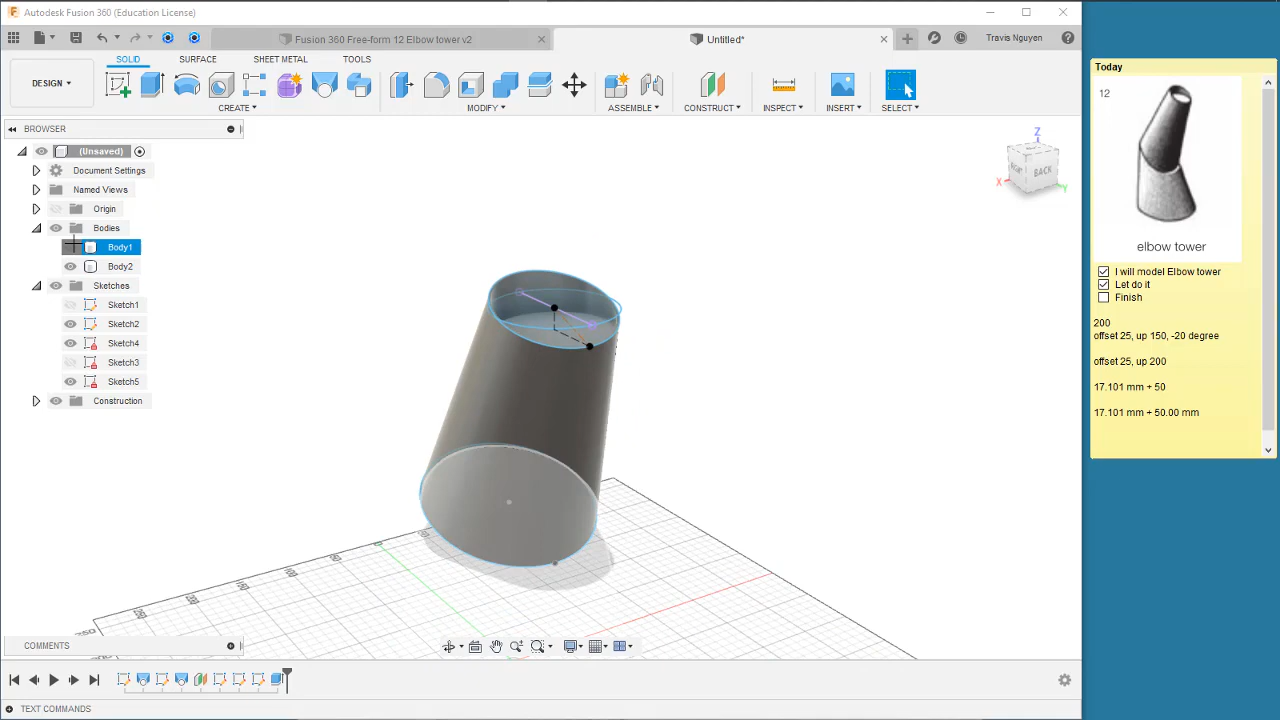 Autodesk Fusion 360 (Education License)
Fusion 360 Free-form 12 Elbow tower v2
Untitled*
Travis Nguyen
DESIGN
SOLID
SURFACE
SHEET METAL
TOOLS
CREATE
MODIFY
ASSEMBLE
CONSTRUCT
INSPECT
INSERT
SELECT
BROWSER
(Unsaved)
Document Settings
Named Views
Origin
Bodies
Body1
Body2
Sketches
Sketch1
Sketch2
Sketch4
Sketch3
Sketch5
Construction
Z
BACK
X
Y
0
100
COMMENTS
TEXT COMMANDS
Today
12
elbow tower
I will model Elbow tower
Let do it
Finish
200
offset 25, up 150, -20 degree
offset 25, up 200
17.101 mm + 50
17.101 mm + 50.00 mm